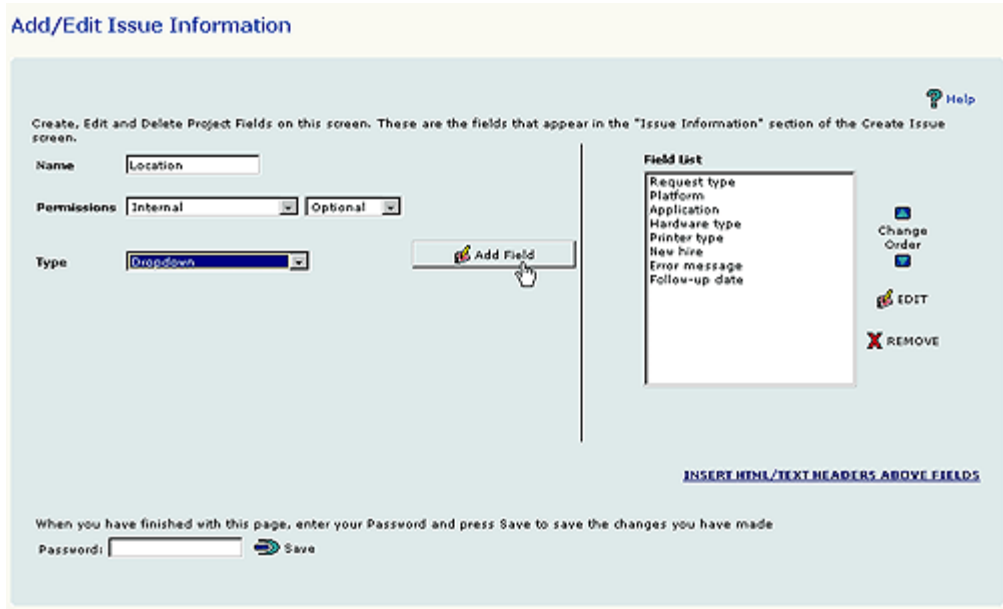 Add/Edit Issue Information
Help
Create, Edit and Delete Project Fields on this screen. These are the fields that appear in the "Issue Information" section of the Create Issue
screen.
Name Location
Permissions Internal Optional
Type Dropdown
Add Field
Field List
Request type
Platform
Application
Hardware type
Printer type
New hire
Error message
Follow-up date
Change
Order
EDIT
REMOVE
INSERT HTML/TEXT HEADERS ABOVE FIELDS
When you have finished with this page, enter your Password and press Save to save the changes you have made
Password: Save